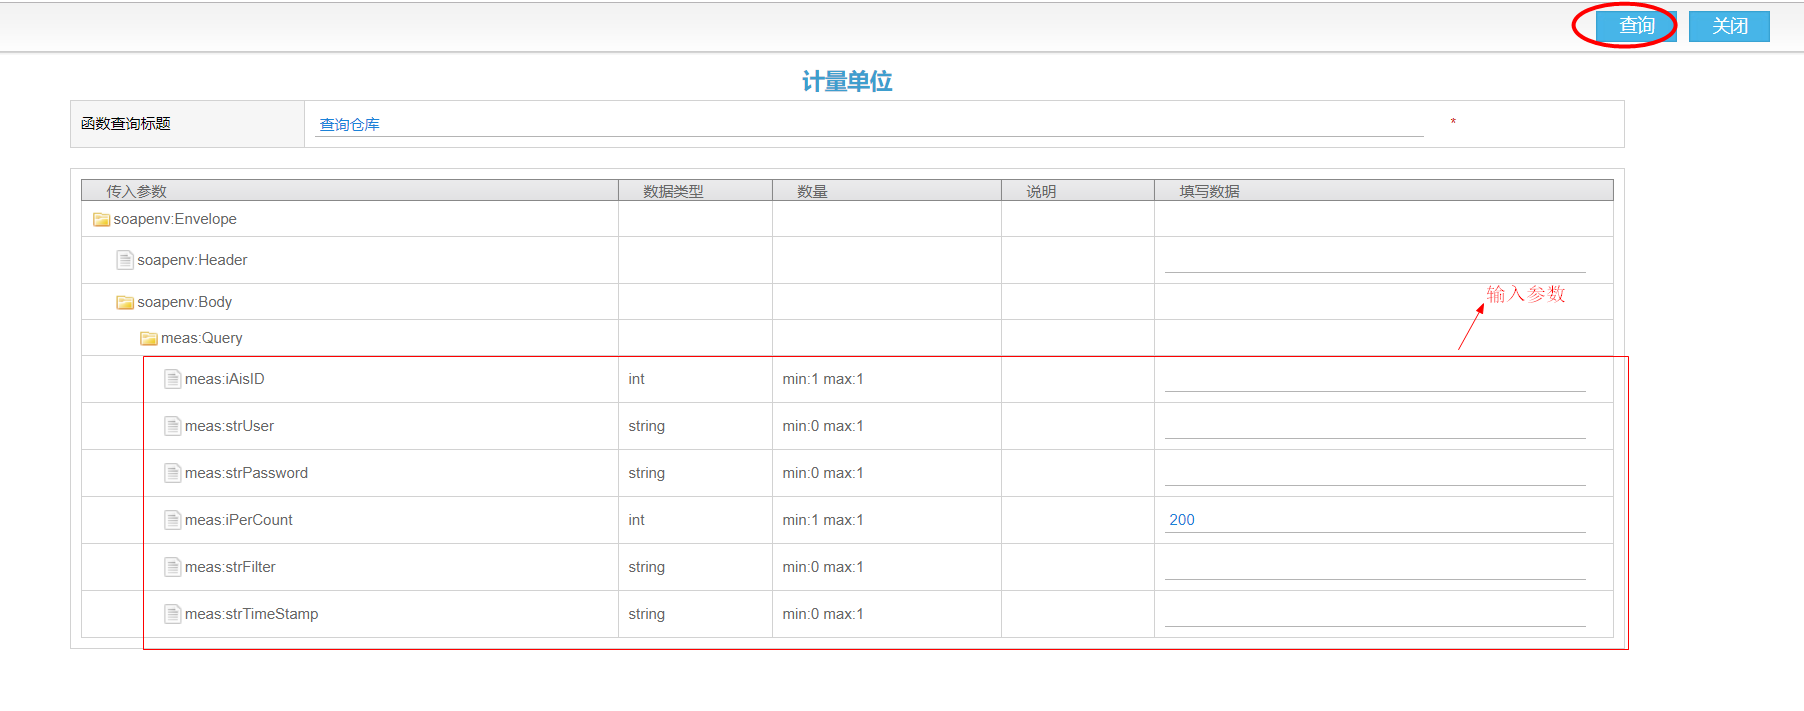 查询 关闭
计量单位
函数查询标题 查询仓库 *
传入参数 数据类型 数量 说明 填写数据
soapenv:Envelope
soapenv:Header
soapenv:Body
输入参数
meas:Query
meas:iAisID int min:1 max:1
meas:strUser string min:0 max:1
meas:strPassword string min:0 max:1
meas:iPerCount int min:1 max:1 200
meas:strFilter string min:0 max:1
meas:strTimeStamp string min:0 max:1